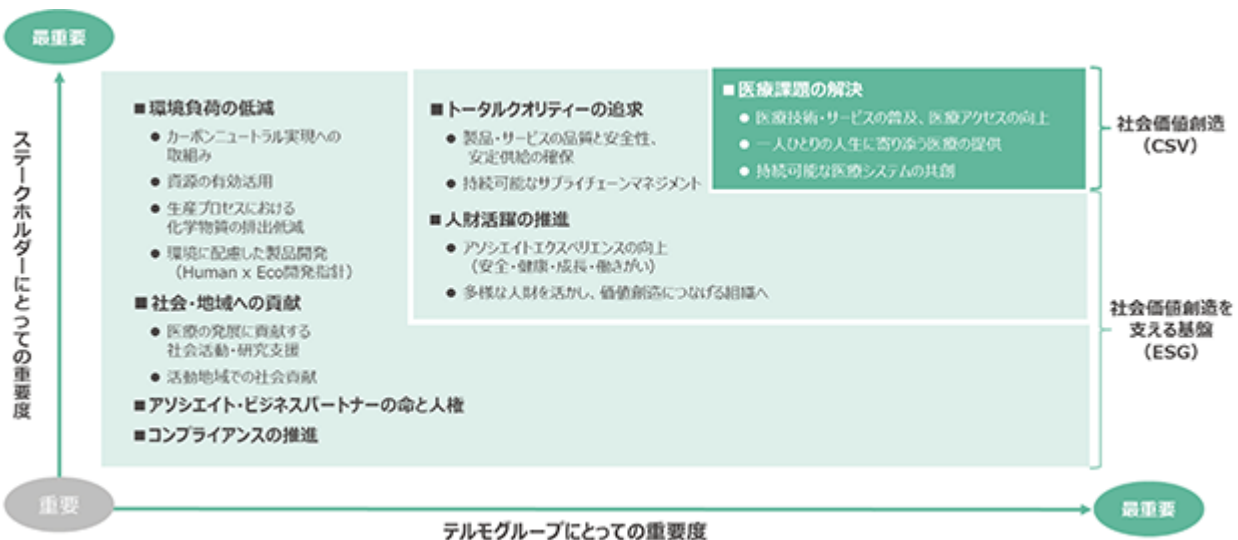 最重要
ステークホルダーにとっての重要度
■環境負荷の低減
● カーボンニュートラル実現への
取組み
● 資源の有効活用
● 生産プロセスにおける
化学物質の排出低減
● 環境に配慮した製品開発
（Human x Eco開発指針）
■社会・地域への貢献
● 医療の発展に貢献する
社会活動・研究支援
● 活動地域での社会貢献
■アソシエイト・ビジネスパートナーの命と人権
■コンプライアンスの推進
■トータルクオリティーの追求
● 製品・サービスの品質と安全性、
安定供給の確保
● 持続可能なサプライチェーンマネジメント
■人財活躍の推進
● アソシエイトエクスペリエンスの向上
（安全・健康・成長・働きがい）
● 多様な人財を活かし、価値創造につなげる組織へ
■医療課題の解決
● 医療技術・サービスの普及、医療アクセスの向上
● 一人ひとりの人生に寄り添う医療の提供
● 持続可能な医療システムの共創
社会価値創造
（CSV）
社会価値創造を
支える基盤
（ESG）
重要
テルモグループにとっての重要度
最重要